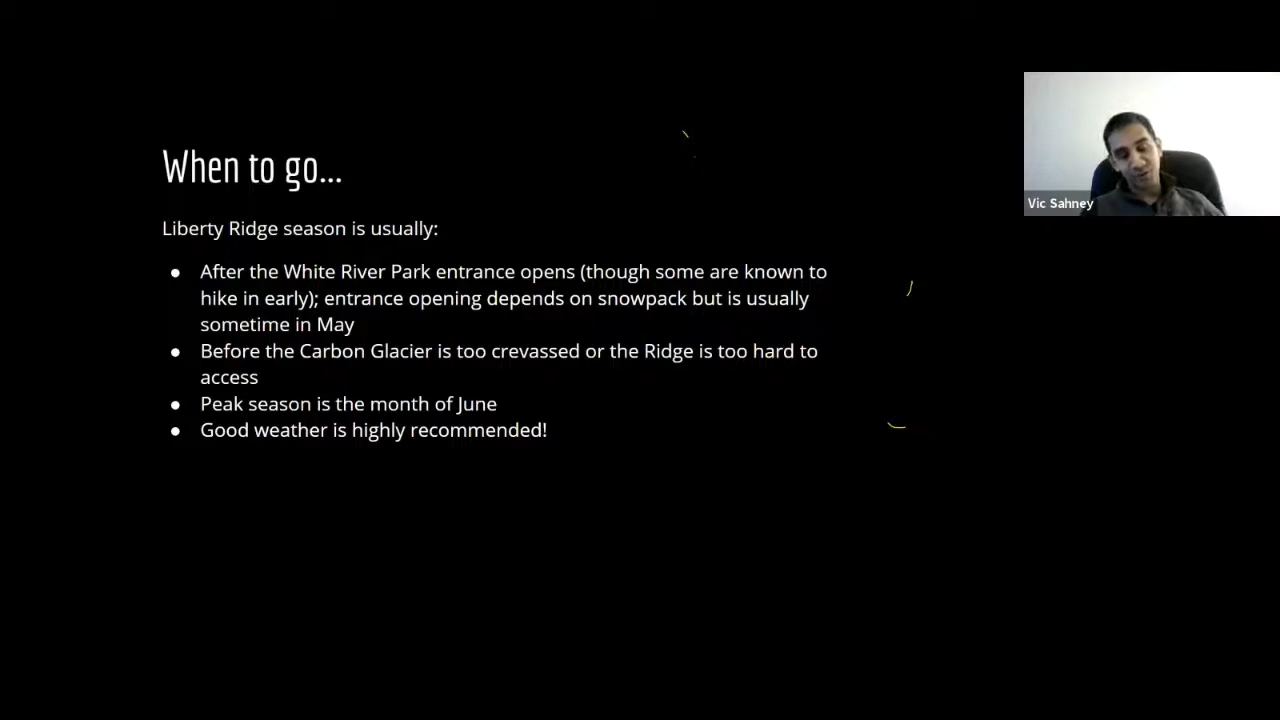 When to go...
Liberty Ridge season is usually:
● After the White River Park entrance opens (though some are known to
hike in early); entrance opening depends on snowpack but is usually
sometime in May
● Before the Carbon Glacier is too crevassed or the Ridge is too hard to
access
● Peak season is the month of June
● Good weather is highly recommended!
Vic Sahney